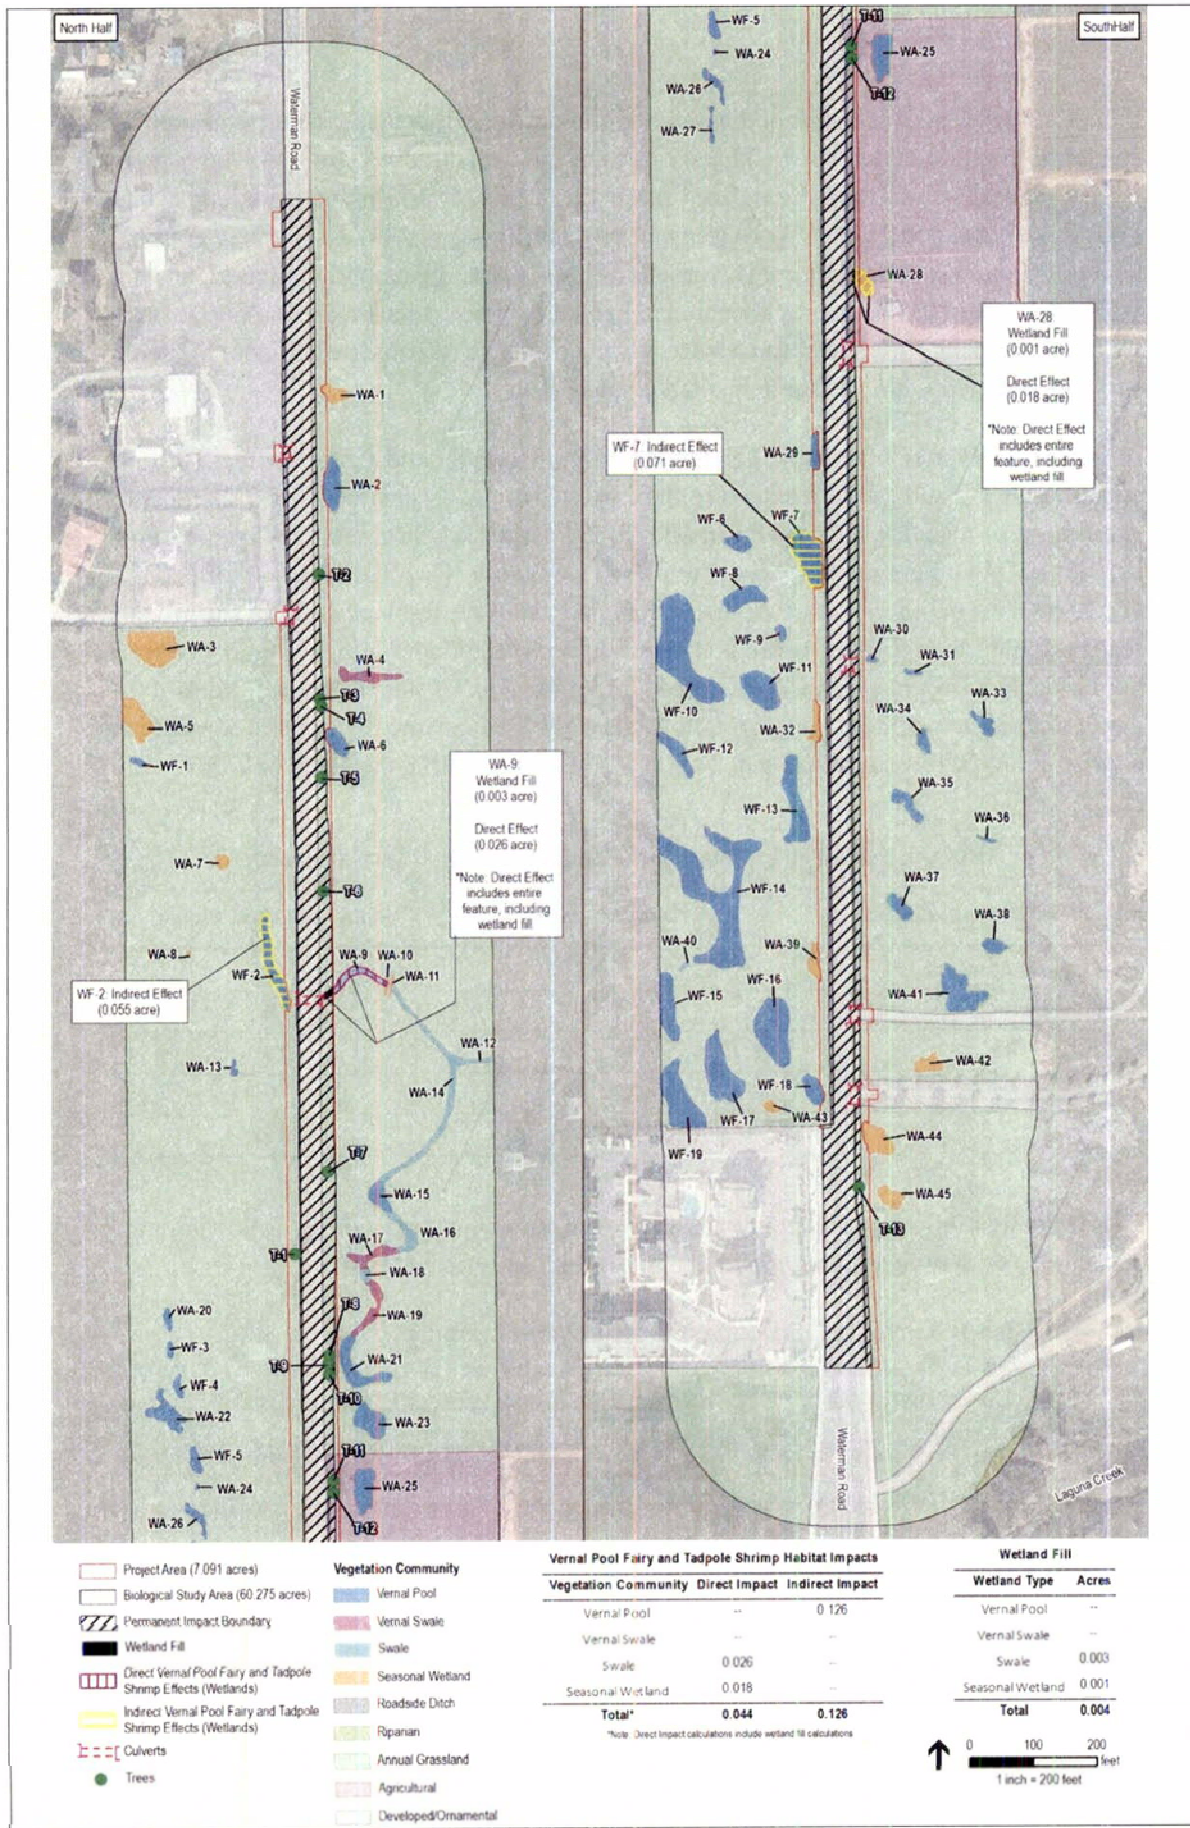 North Half
Waterman Road
WA-1
WA-2
T-2
WA-3
WA-4
T-3
T-4
WA-5
WA-6
WF-1
T-5
WA-9:
Wetland Fill
(0.003 acre)
Direct Effect
(0.026 acre)
*Note: Direct Effect
includes entire
feature, including
wetland fill
WA-7
T-6
WA-8
WA-9
WA-10
WA-11
WF-2
WF-2: Indirect Effect
(0.055 acre)
WA-12
WA-13
WA-14
T-7
WA-15
WA-16
WA-17
T-1
WA-18
WA-20
T-8
WA-19
WF-3
T-9
WA-21
WF-4
T-10
WA-22
WA-23
WF-5
T-11
WA-24
WA-25
WA-26
T-12
SouthHalf
WF-5
T-11
WA-24
WA-25
WA-26
T-12
WA-27
WA-28
WA-28:
Wetland Fill
(0.001 acre)
Direct Effect
(0.018 acre)
*Note: Direct Effect
includes entire
feature, including
wetland fill
WF-7: Indirect Effect
(0.071 acre)
WA-29
WF-6
WF-7
WF-8
WF-9
WA-30
WA-31
WF-11
WF-10
WA-33
WA-34
WA-32
WF-12
WA-35
WF-13
WA-36
WF-14
WA-37
WA-38
WA-40
WA-39
WF-16
WF-15
WA-41
WA-42
WF-18
WF-17
WA-43
WA-44
WF-19
WA-45
T-13
Waterman Road
Laguna Creek
Project Area (7.091 acres)
Biological Study Area (60.275 acres)
Permanent Impact Boundary
Wetland Fill
Direct Vernal Pool Fairy and Tadpole
Shrimp Effects (Wetlands)
Indirect Vernal Pool Fairy and Tadpole
Shrimp Effects (Wetlands)
Culverts
Trees
Vegetation Community
Vernal Pool
Vernal Swale
Swale
Seasonal Wetland
Roadside Ditch
Riparian
Annual Grassland
Agricultural
Developed/Ornamental
Vernal Pool Fairy and Tadpole Shrimp Habitat Impacts
Vegetation Community Direct Impact Indirect Impact
Vernal Pool -- 0.126
Vernal Swale -- --
Swale 0.026 --
Seasonal Wetland 0.018 --
Total* 0.044 0.126
*Note: Direct Impact calculations include wetland fill calculations
Wetland Fill
Wetland Type Acres
Vernal Pool --
Vernal Swale --
Swale 0.003
Seasonal Wetland 0.001
Total 0.004
0 100 200
feet
1 inch = 200 feet